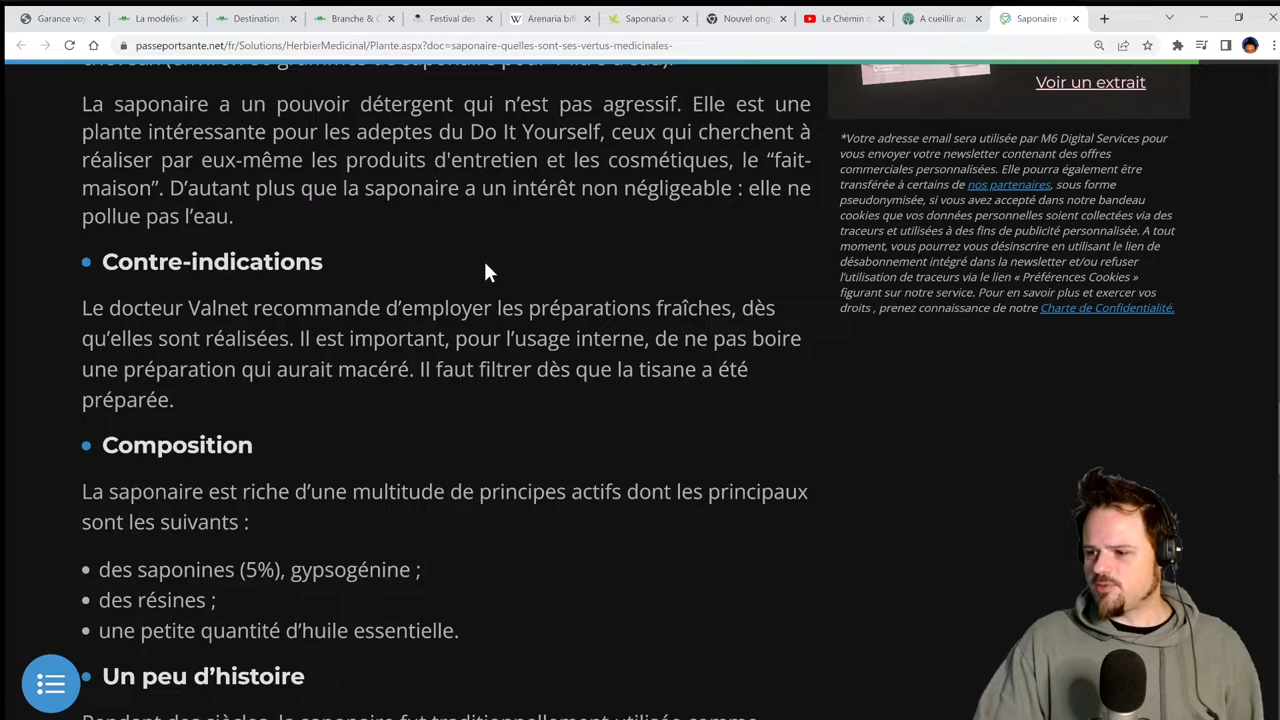 Garance voy
La modélis
Destination
Branche & C
Festival des
Arenaria bifl
Saponaria o
Nouvel ong
Le Chemin d
A cueillir au
Saponaire :
passeportsante.net/fr/Solutions/HerbierMedicinal/Plante.aspx?doc=saponaire-quelles-sont-ses-vertus-medicinales-
La saponaire a un pouvoir détergent qui n’est pas agressif. Elle est une
plante intéressante pour les adeptes du Do It Yourself, ceux qui cherchent à
réaliser par eux-même les produits d'entretien et les cosmétiques, le “fait-
maison”. D’autant plus que la saponaire a un intérêt non négligeable : elle ne
pollue pas l’eau.
Contre-indications
Le docteur Valnet recommande d’employer les préparations fraîches, dès
qu’elles sont réalisées. Il est important, pour l’usage interne, de ne pas boire
une préparation qui aurait macéré. Il faut filtrer dès que la tisane a été
préparée.
Composition
La saponaire est riche d’une multitude de principes actifs dont les principaux
sont les suivants :
des saponines (5%), gypsogénine ;
des résines ;
une petite quantité d’huile essentielle.
Un peu d’histoire
Voir un extrait
*Votre adresse email sera utilisée par M6 Digital Services pour
vous envoyer votre newsletter contenant des offres
commerciales personnalisées. Elle pourra également être
transférée à certains de nos partenaires, sous forme
pseudonymisée, si vous avez accepté dans notre bandeau
cookies que vos données personnelles soient collectées via des
traceurs et utilisées à des fins de publicité personnalisée. A tout
moment, vous pourrez vous désinscrire en utilisant le lien de
désabonnement intégré dans la newsletter et/ou refuser
l’utilisation de traceurs via le lien « Préférences Cookies »
figurant sur notre service. Pour en savoir plus et exercer vos
droits , prenez connaissance de notre Charte de Confidentialité.